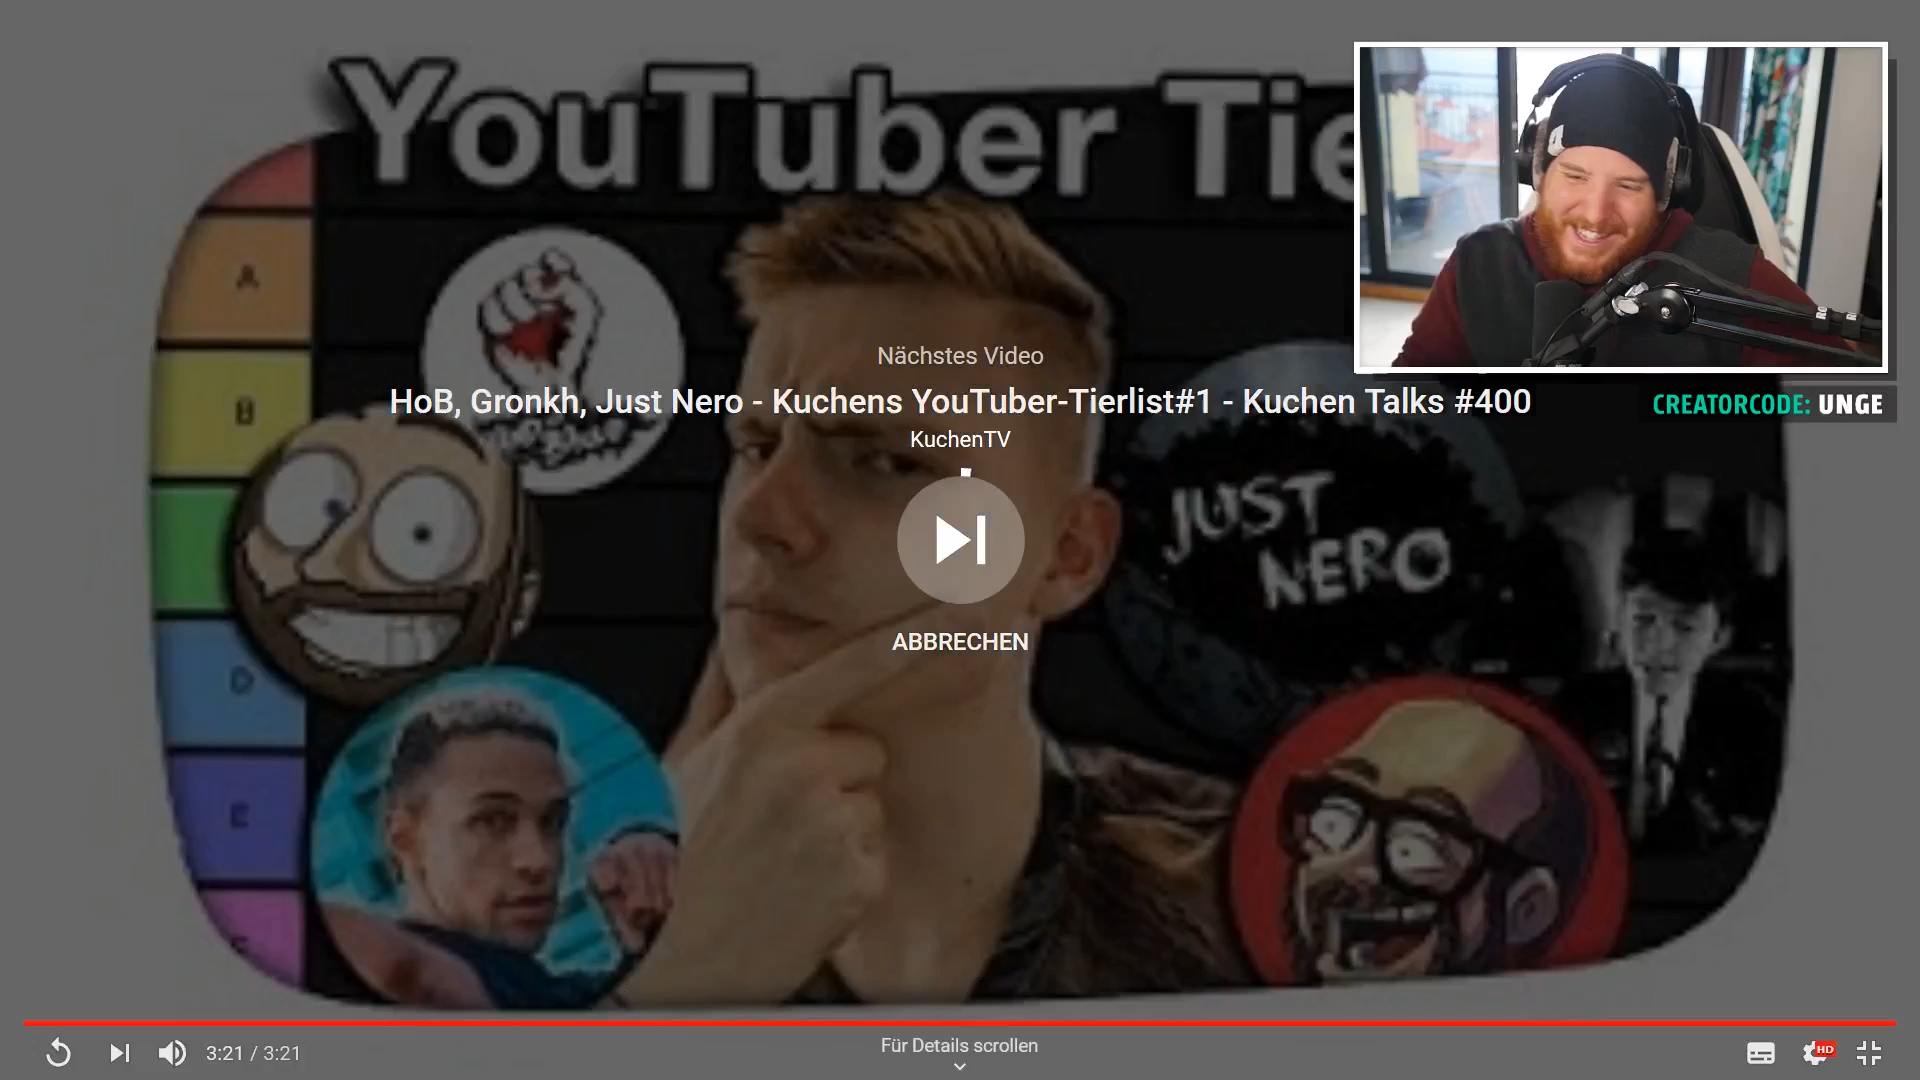 YouTuber Tie
A
B
Nächstes Video
HoB, Gronkh, Just Nero - Kuchens YouTuber-Tierlist#1 - Kuchen Talks #400
CREATORCODE: UNGE
KuchenTV
JUST
NERO
ABBRECHEN
D
E
F
3:21 / 3:21
Für Details scrollen
HD